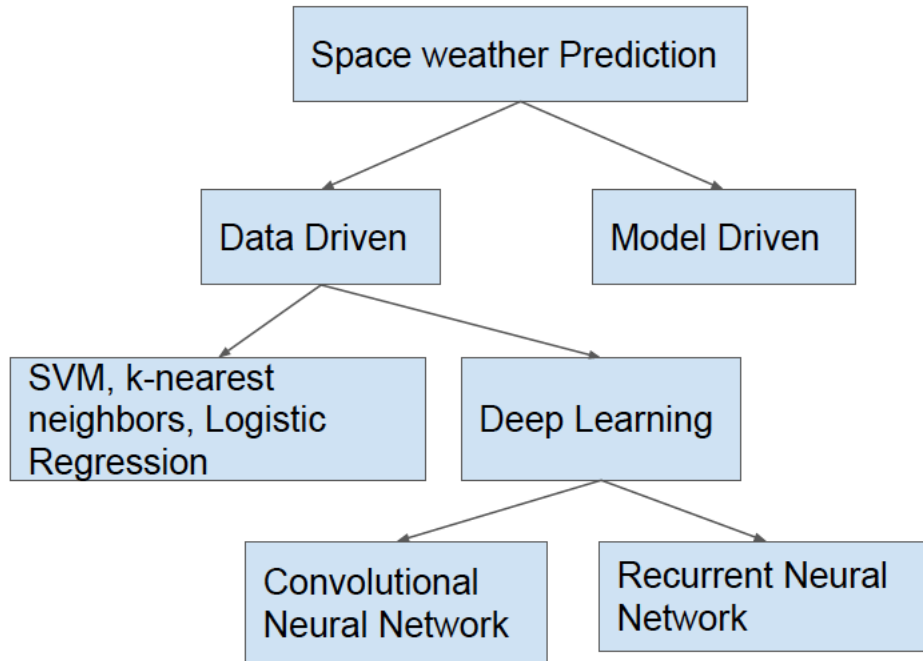 Space weather Prediction
Data Driven
Model Driven
SVM, k-nearest
neighbors, Logistic
Regression
Deep Learning
Convolutional
Neural Network
Recurrent Neural
Network